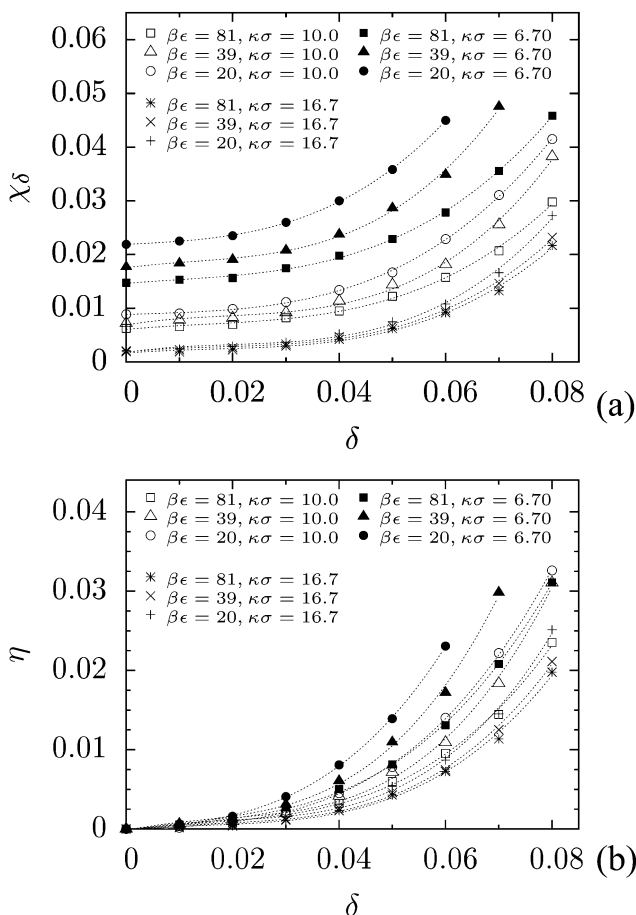 0.06
0.05
0.04
0.03
0.02
0.01
0
χδ
βϵ = 81, κσ = 10.0
βϵ = 39, κσ = 10.0
βϵ = 20, κσ = 10.0
βϵ = 81, κσ = 6.70
βϵ = 39, κσ = 6.70
βϵ = 20, κσ = 6.70
βϵ = 81, κσ = 16.7
βϵ = 39, κσ = 16.7
βϵ = 20, κσ = 16.7
0 0.02 0.04 0.06 0.08
δ
(a)
0.04
0.03
0.02
0.01
0
η
βϵ = 81, κσ = 10.0
βϵ = 39, κσ = 10.0
βϵ = 20, κσ = 10.0
βϵ = 81, κσ = 6.70
βϵ = 39, κσ = 6.70
βϵ = 20, κσ = 6.70
βϵ = 81, κσ = 16.7
βϵ = 39, κσ = 16.7
βϵ = 20, κσ = 16.7
0 0.02 0.04 0.06 0.08
δ
(b)